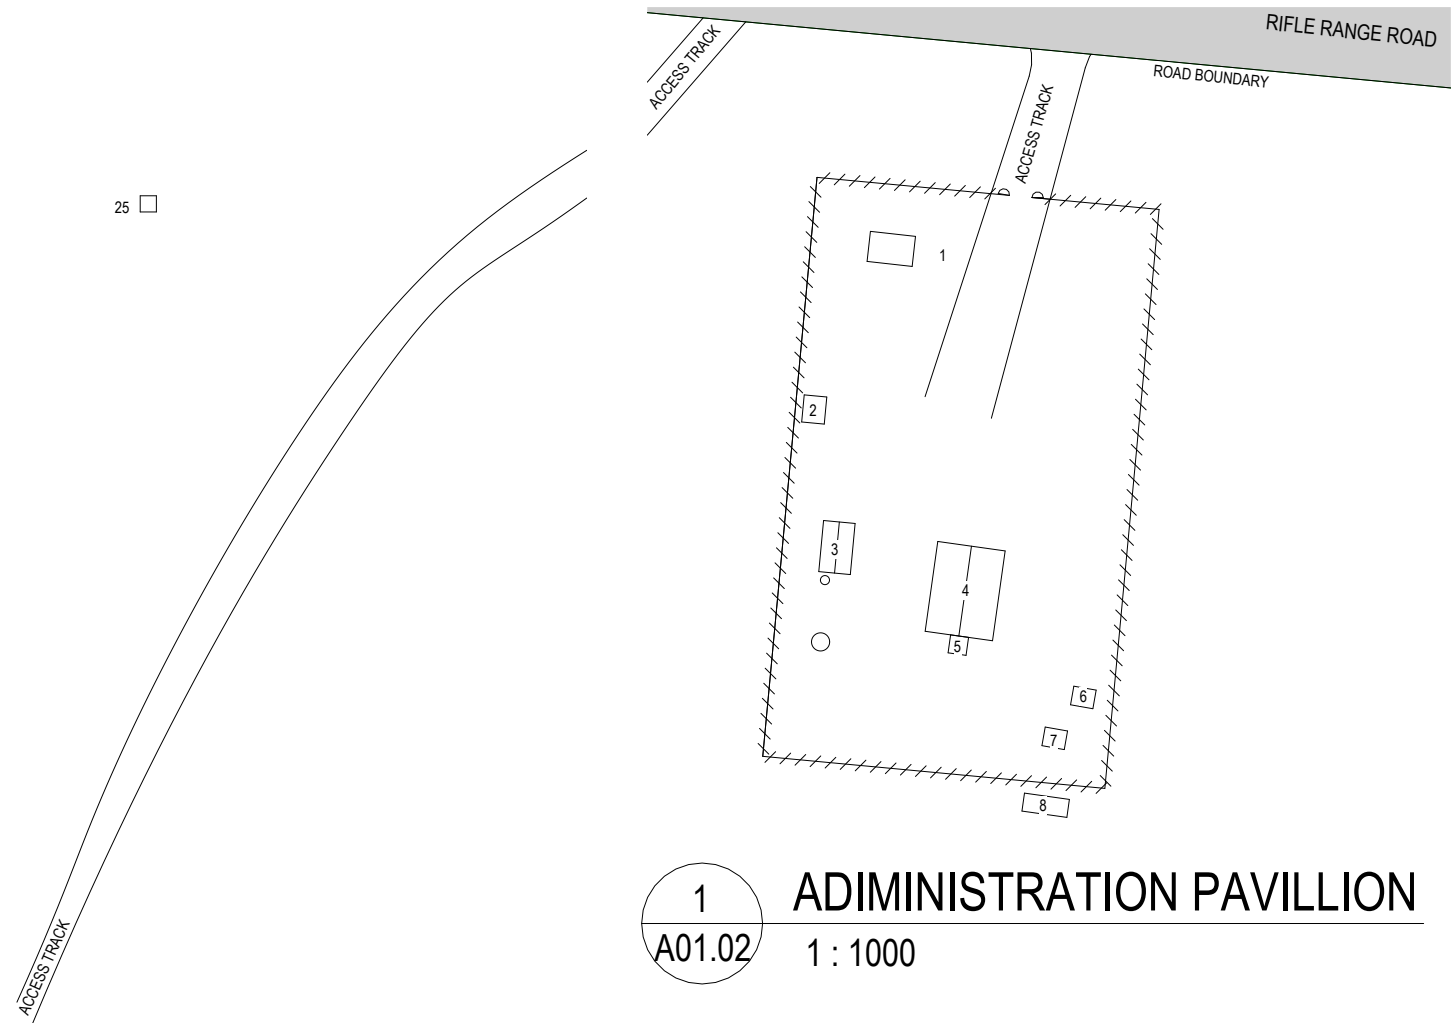 RIFLE RANGE ROAD
ROAD BOUNDARY
ACCESS TRACK
ACCESS TRACK
25
1
2
3
4
5
6
7
8
ACCESS TRACK
1
ADIMINISTRATION PAVILLION
A01.02
1 : 1000